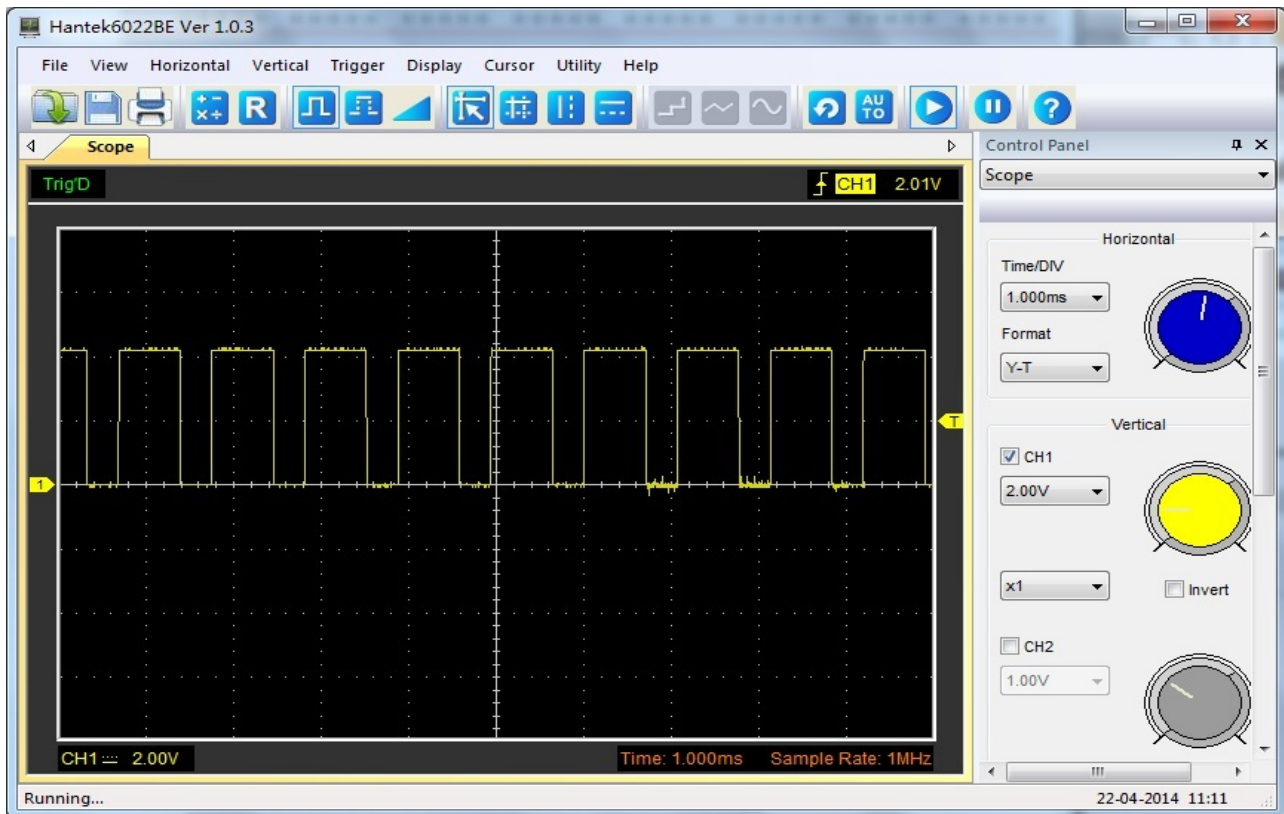 Hantek6022BE Ver 1.0.3
File View Horizontal Vertical Trigger Display Cursor Utility Help
R
AU
TO
?
Scope
Control Panel
Scope
Trig'D
CH1 2.01V
Horizontal
Time/DIV
1.000ms
Format
Y-T
T
Vertical
CH1
1
2.00V
x1
Invert
CH2
1.00V
CH1 2.00V
Time: 1.000ms Sample Rate: 1MHz
Running...
22-04-2014 11:11